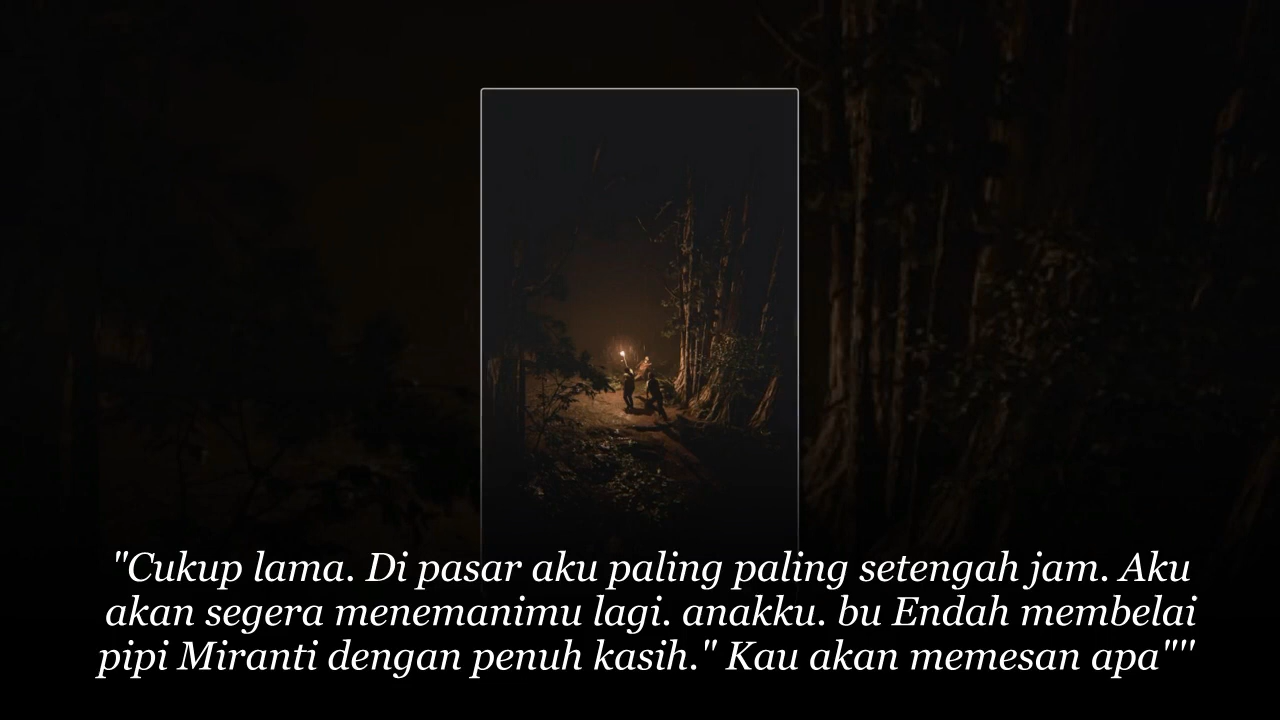 "Cukup lama. Di pasar aku paling paling setengah jam. Aku
akan segera menemanimu lagi. anakku. bu Endah membelai
pipi Miranti dengan penuh kasih." Kau akan memesan apa""